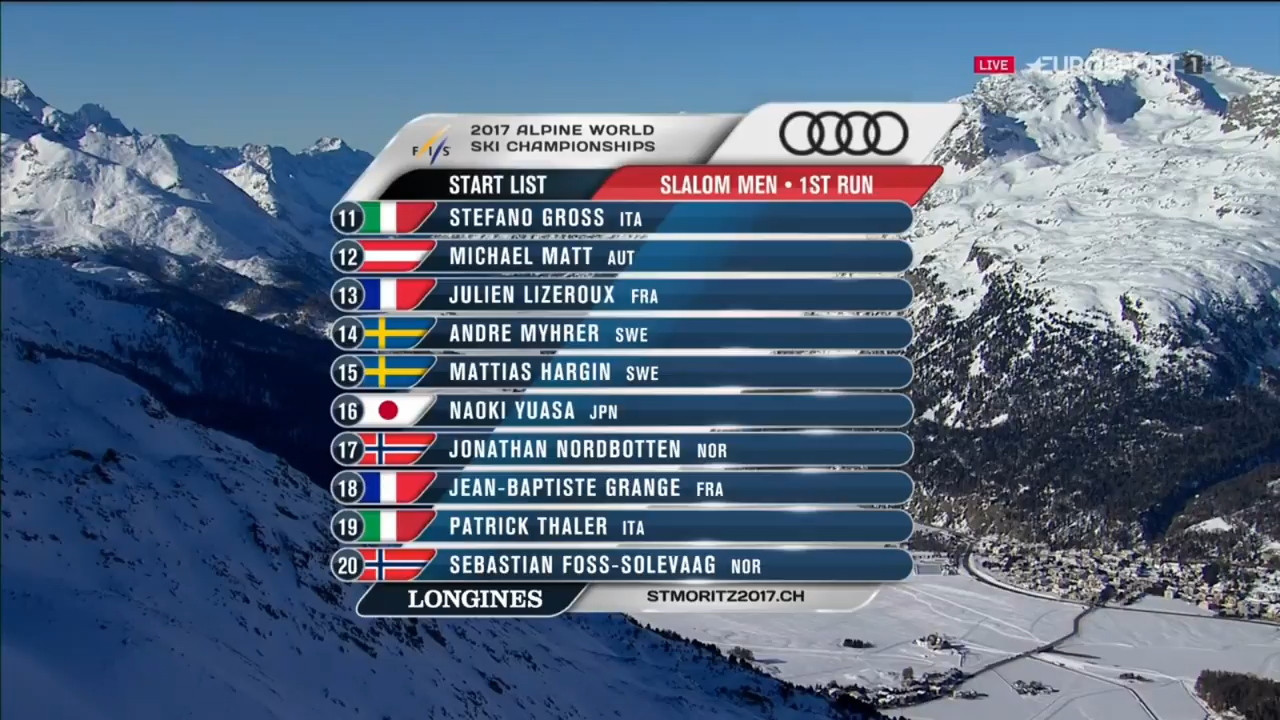 LIVE EUROSPORT 1 HD
FIS
2017 ALPINE WORLD
SKI CHAMPIONSHIPS
START LIST SLALOM MEN • 1ST RUN
11 STEFANO GROSS ITA
12 MICHAEL MATT AUT
13 JULIEN LIZEROUX FRA
14 ANDRE MYHRER SWE
15 MATTIAS HARGIN SWE
16 NAOKI YUASA JPN
17 JONATHAN NORDBOTTEN NOR
18 JEAN-BAPTISTE GRANGE FRA
19 PATRICK THALER ITA
20 SEBASTIAN FOSS-SOLEVAAG NOR
LONGINES STMORITZ2017.CH